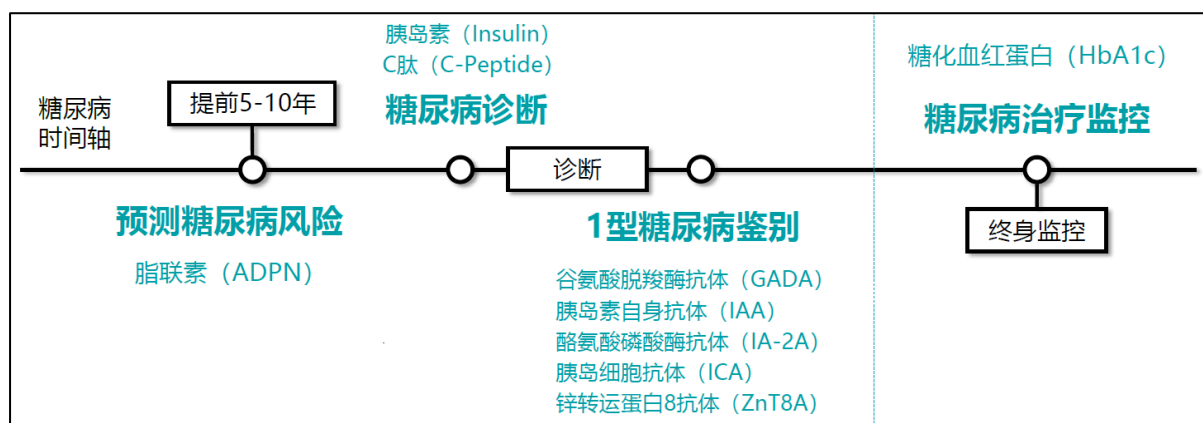 糖尿病
时间轴
提前5-10年
预测糖尿病风险
脂联素（ADPN）
胰岛素（Insulin）
C肽（C-Peptide）
糖尿病诊断
诊断
1型糖尿病鉴别
谷氨酸脱羧酶抗体（GADA）
胰岛素自身抗体（IAA）
酪氨酸磷酸酶抗体（IA-2A）
胰岛细胞抗体（ICA）
锌转运蛋白8抗体（ZnT8A）
糖化血红蛋白（HbA1c）
糖尿病治疗监控
终身监控